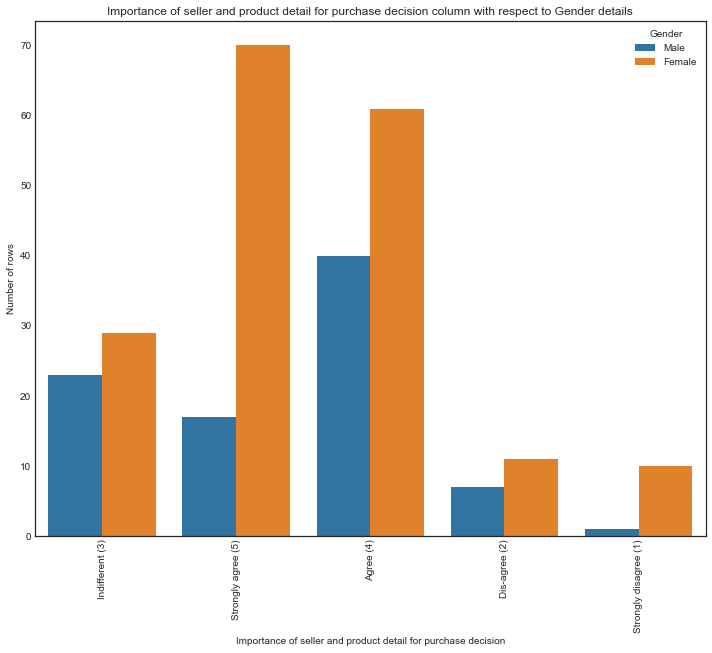 Importance of seller and product detail for purchase decision column with respect to Gender details
Gender
Male
Female
Number of rows
70
60
50
40
30
20
10
0
Indifferent (3)
Strongly agree (5)
Agree (4)
Dis-agree (2)
Strongly disagree (1)
Importance of seller and product detail for purchase decision